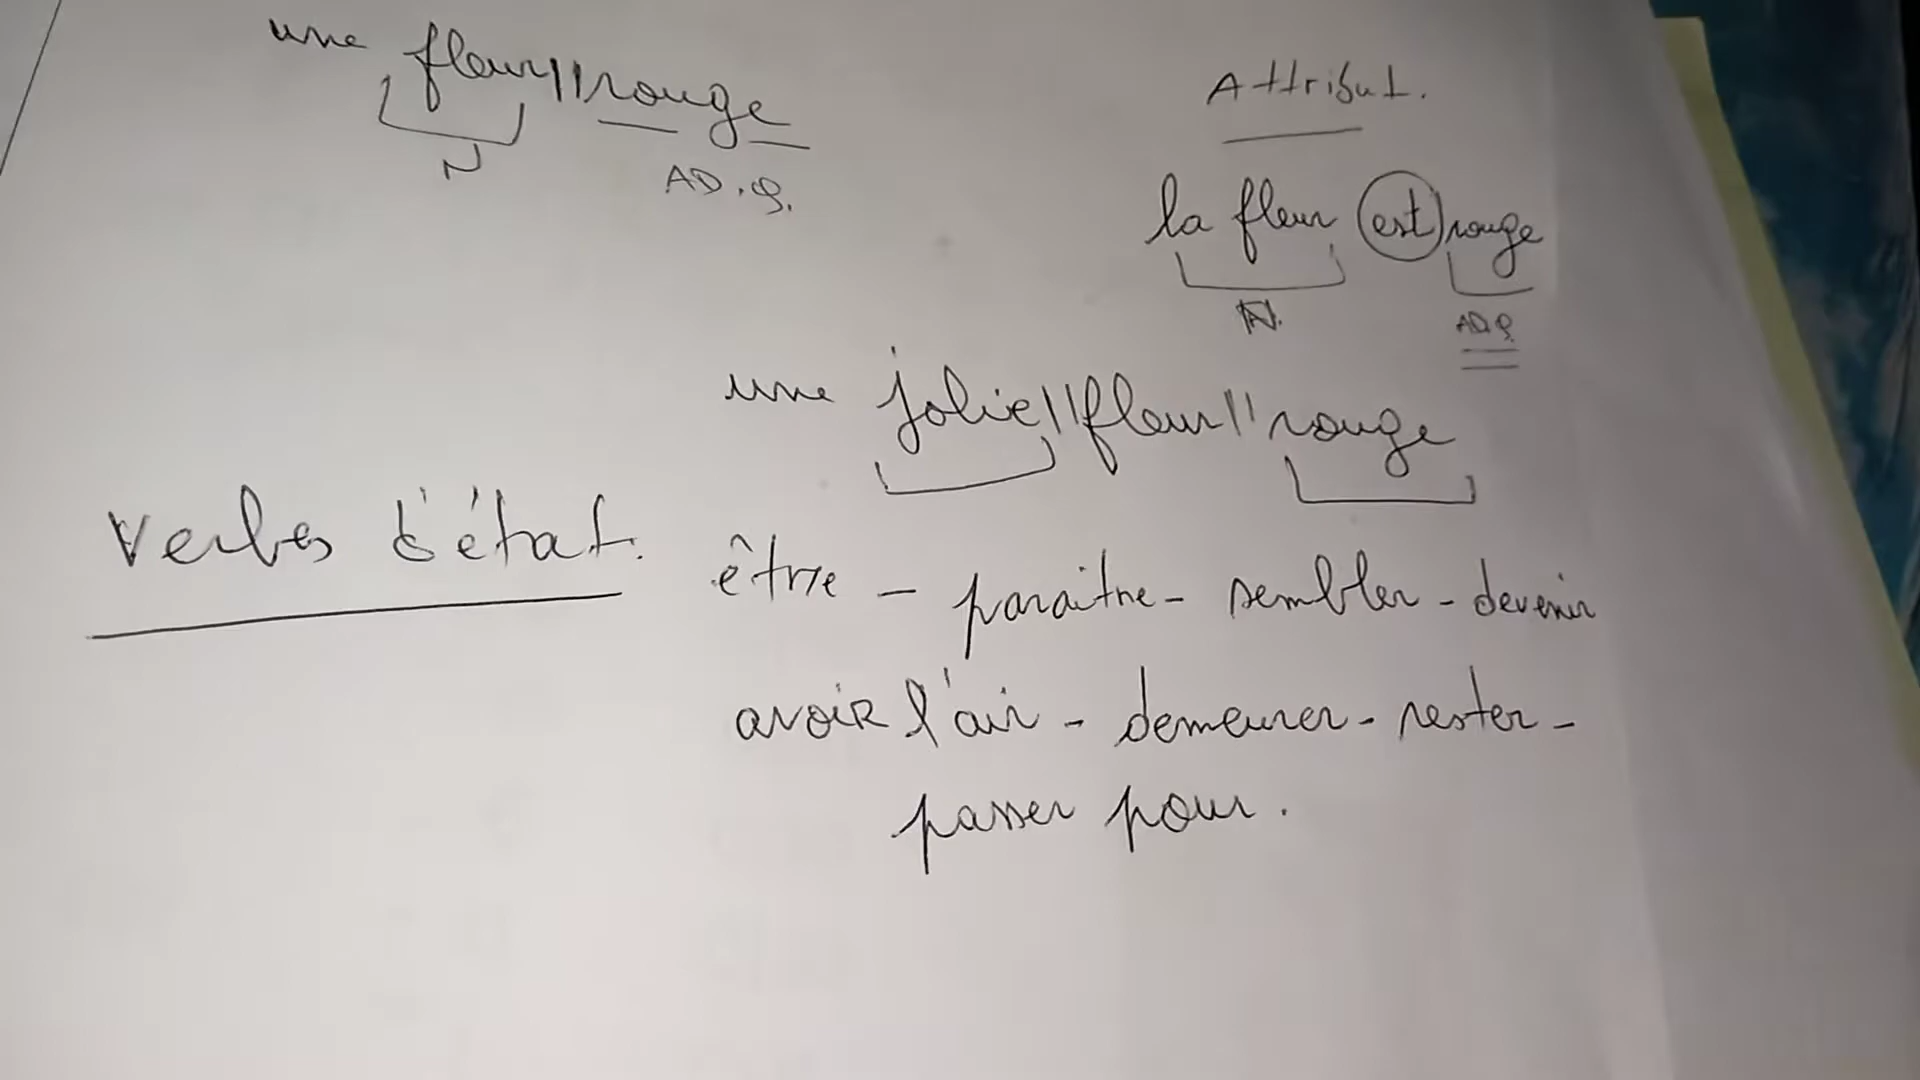 une fleur || rouge
N
AD.Q.
Attribut.
la fleur est rouge
N.
AD.Q.
une jolie || fleur || rouge
Verbes d'état.
être - paraitre - sembler - devenir
avoir l'air - demeurer - rester -
passer pour.